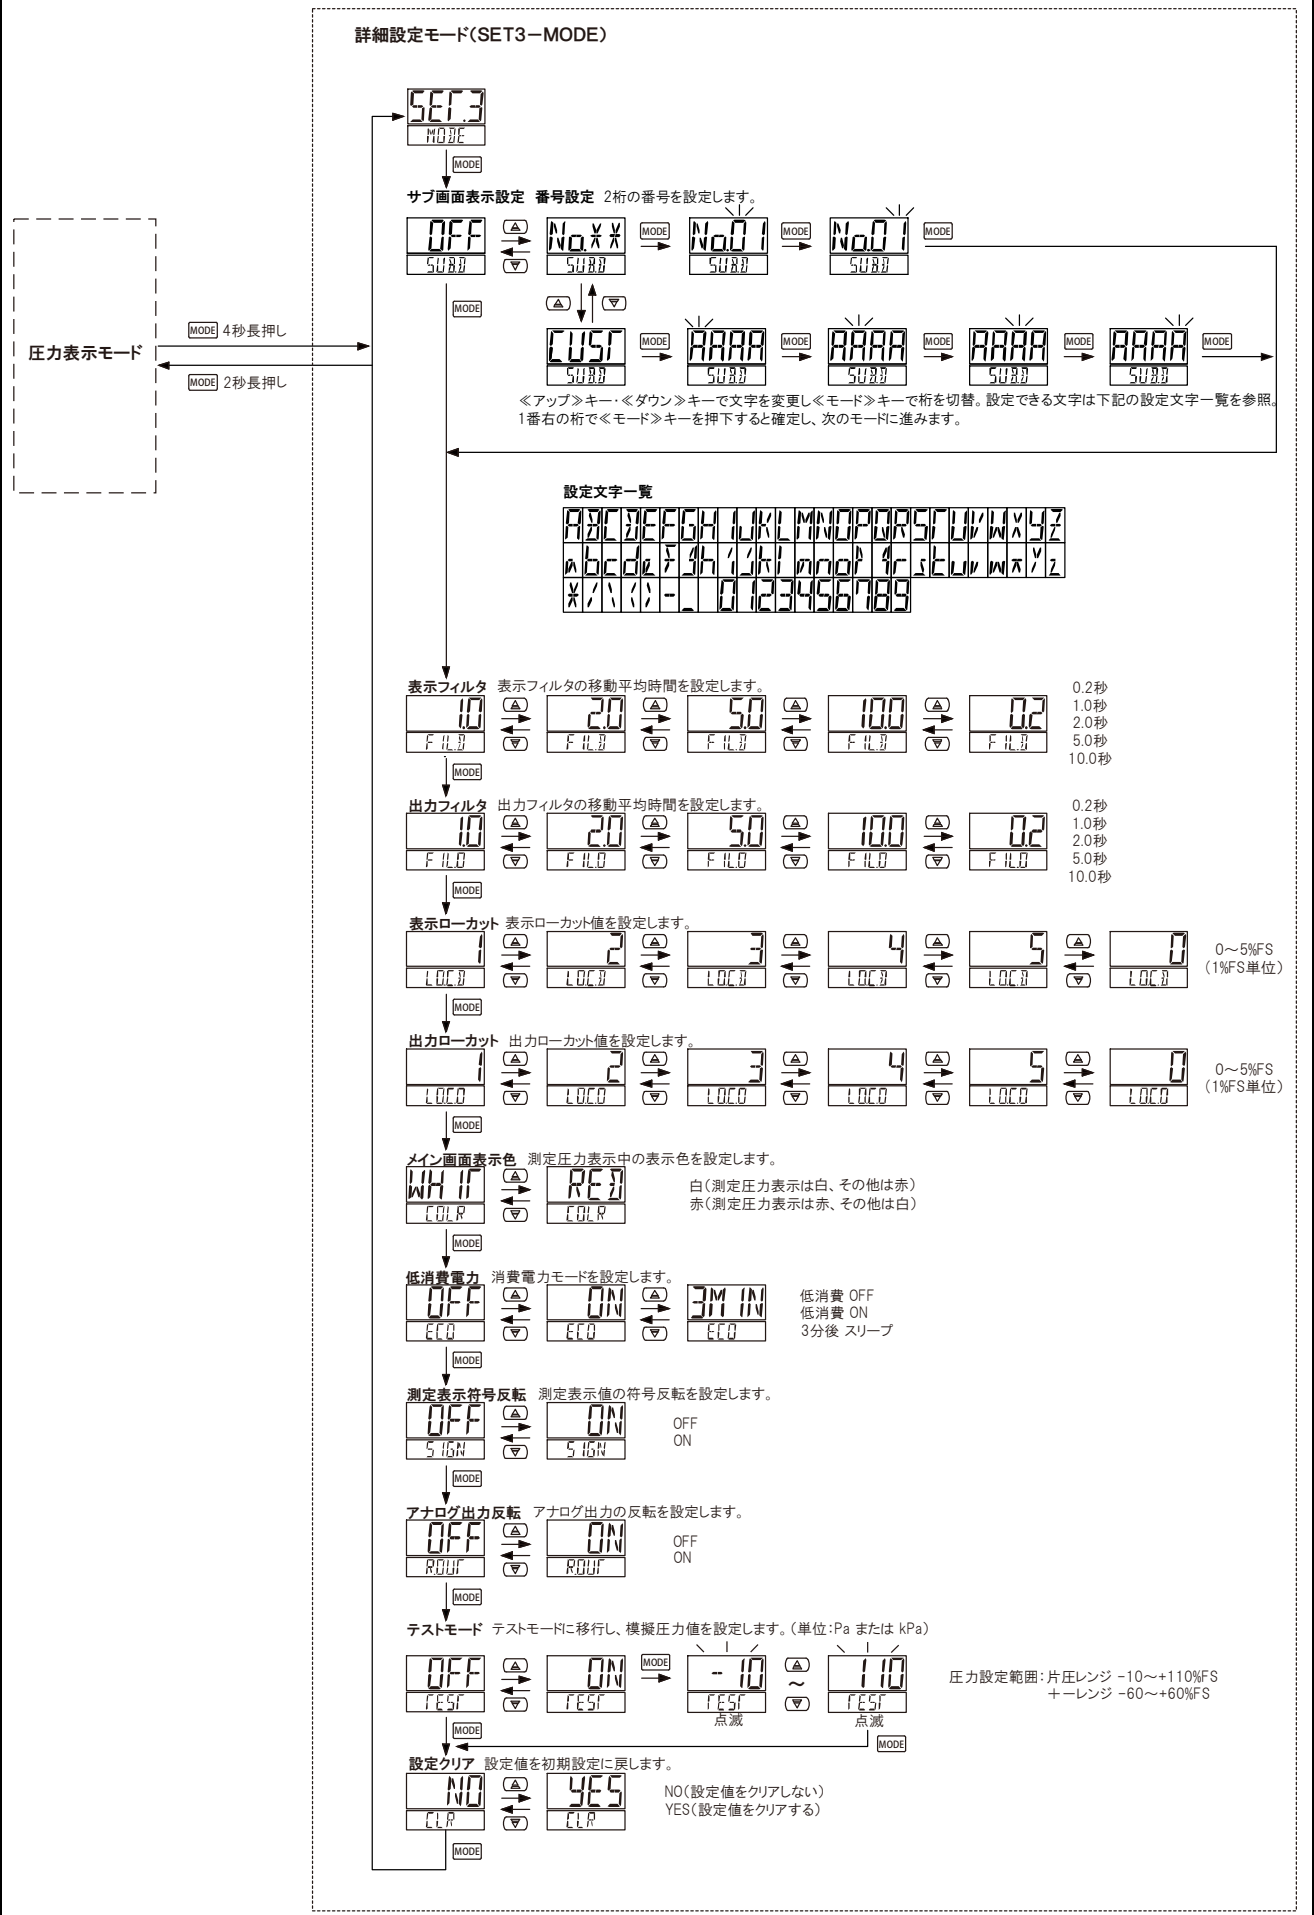 詳細設定モード(SET3－MODE)
SET.3
MODE
MODE
サブ画面表示設定 番号設定 2桁の番号を設定します。
OFF No.** MODE No.01 MODE No.01 MODE
SUB.D SUB.D SUB.D SUB.D
MODE
圧力表示モード
MODE 4秒長押し
MODE 2秒長押し
CUST MODE AAAA MODE AAAA MODE AAAA MODE AAAA MODE
SUB.D SUB.D SUB.D SUB.D SUB.D
≪アップ≫キー・≪ダウン≫キーで文字を変更し≪モード≫キーで桁を切替。設定できる文字は下記の設定文字一覧を参照。
1番右の桁で≪モード≫キーを押下すると確定し、次のモードに進みます。
設定文字一覧
A B C D E F G H I J K L M N O P Q R S T U V W X Y Z
a b c d e f g h i j k l m n o p q r s t u v w x y z
* / \ ( ) - _ 0 1 2 3 4 5 6 7 8 9
表示フィルタ 表示フィルタの移動平均時間を設定します。
1.0 2.0 5.0 10.0 0.2
FIL.D FIL.D FIL.D FIL.D FIL.D
0.2秒
1.0秒
2.0秒
5.0秒
10.0秒
MODE
出力フィルタ 出力フィルタの移動平均時間を設定します。
1.0 2.0 5.0 10.0 0.2
FIL.O FIL.O FIL.O FIL.O FIL.O
0.2秒
1.0秒
2.0秒
5.0秒
10.0秒
MODE
表示ローカット 表示ローカット値を設定します。
1 2 3 4 5 0
LO.C.D LO.C.D LO.C.D LO.C.D LO.C.D LO.C.D
0～5%FS
(1%FS単位)
MODE
出力ローカット 出力ローカット値を設定します。
1 2 3 4 5 0
LO.C.O LO.C.O LO.C.O LO.C.O LO.C.O LO.C.O
0～5%FS
(1%FS単位)
MODE
メイン画面表示色 測定圧力表示中の表示色を設定します。
WHIT RED
COLR COLR
白(測定圧力表示は白、その他は赤)
赤(測定圧力表示は赤、その他は白)
MODE
低消費電力 消費電力モードを設定します。
OFF ON 3MIN
ECO ECO ECO
低消費 OFF
低消費 ON
3分後 スリープ
MODE
測定表示符号反転 測定表示値の符号反転を設定します。
OFF ON
SIGN SIGN
OFF
ON
MODE
アナログ出力反転 アナログ出力の反転を設定します。
OFF ON
R.OUT R.OUT
OFF
ON
MODE
テストモード テストモードに移行し、模擬圧力値を設定します。(単位：Pa または kPa)
OFF ON MODE -10 ～ 110
TEST TEST TEST TEST
点滅 点滅
圧力設定範囲：片圧レンジ -10～+110%FS
＋－レンジ -60～+60%FS
MODE MODE
設定クリア 設定値を初期設定に戻します。
NO YES
CLR CLR
NO(設定値をクリアしない)
YES(設定値をクリアする)
MODE